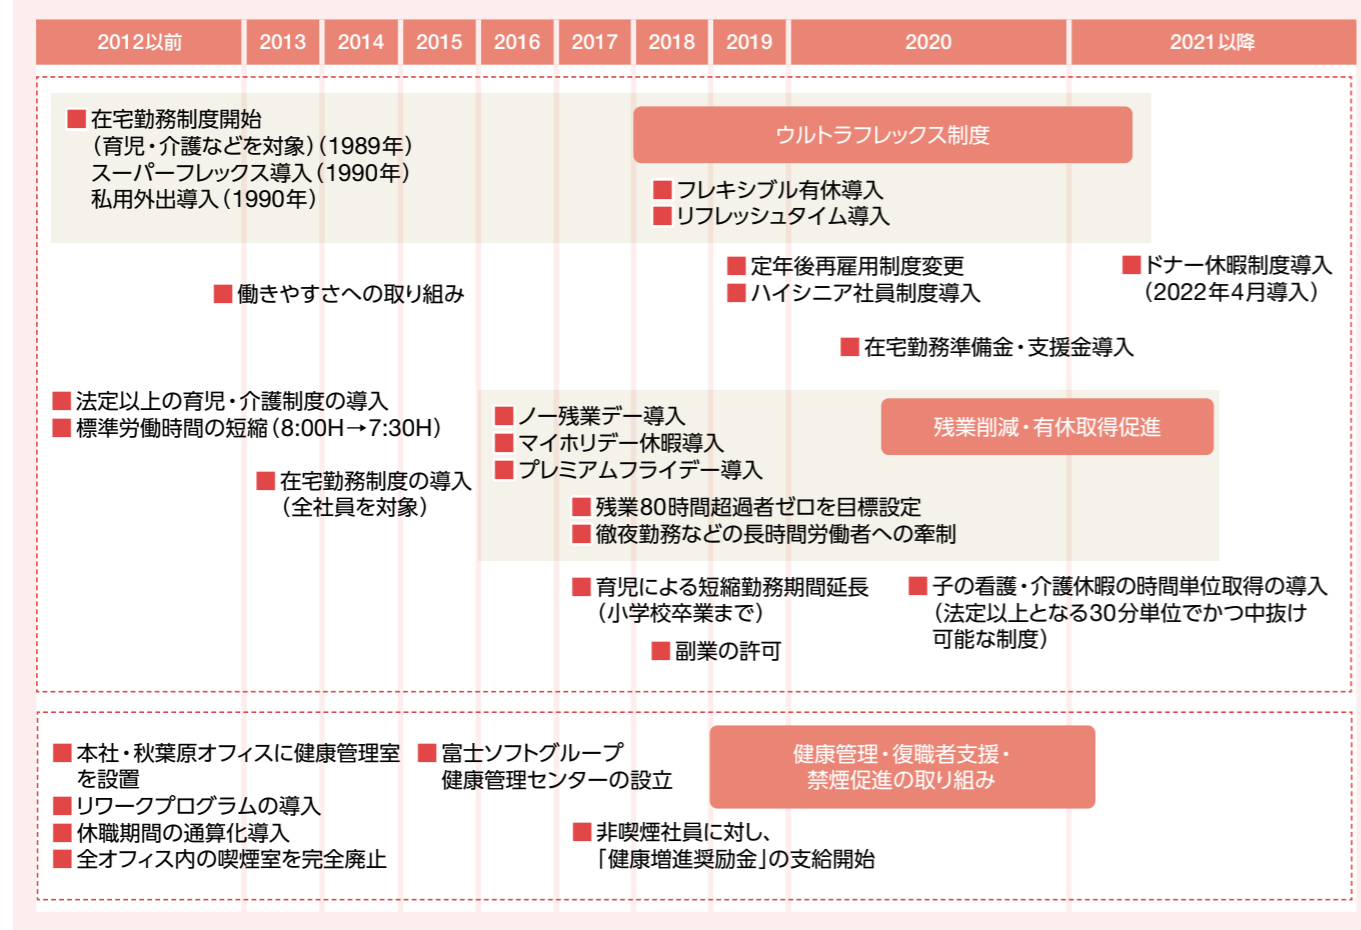 2012以前 2013 2014 2015 2016 2017 2018 2019 2020 2021以降
■在宅勤務制度開始
（育児・介護などを対象）（1989年）
スーパーフレックス導入（1990年）
私用外出導入（1990年）
ウルトラフレックス制度
■フレキシブル有休導入
■リフレッシュタイム導入
■働きやすさへの取り組み
■定年後再雇用制度変更
■ハイシニア社員制度導入
■ドナー休暇制度導入
（2022年4月導入）
■在宅勤務準備金・支援金導入
■法定以上の育児・介護制度の導入
■標準労働時間の短縮（8:00H→7:30H）
■在宅勤務制度の導入
（全社員を対象）
■ノー残業デー導入
■マイホリデー休暇導入
■プレミアムフライデー導入
残業削減・有休取得促進
■残業80時間超過者ゼロを目標設定
■徹夜勤務などの長時間労働者への牽制
■育児による短縮勤務期間延長
（小学校卒業まで）
■副業の許可
■子の看護・介護休暇の時間単位取得の導入
（法定以上となる30分単位でかつ中抜け
可能な制度）
■本社・秋葉原オフィスに健康管理室
を設置
■リワークプログラムの導入
■休職期間の通算化導入
■全オフィス内の喫煙室を完全廃止
■富士ソフトグループ
健康管理センターの設立
健康管理・復職者支援・
禁煙促進の取り組み
■非喫煙社員に対し、
「健康増進奨励金」の支給開始